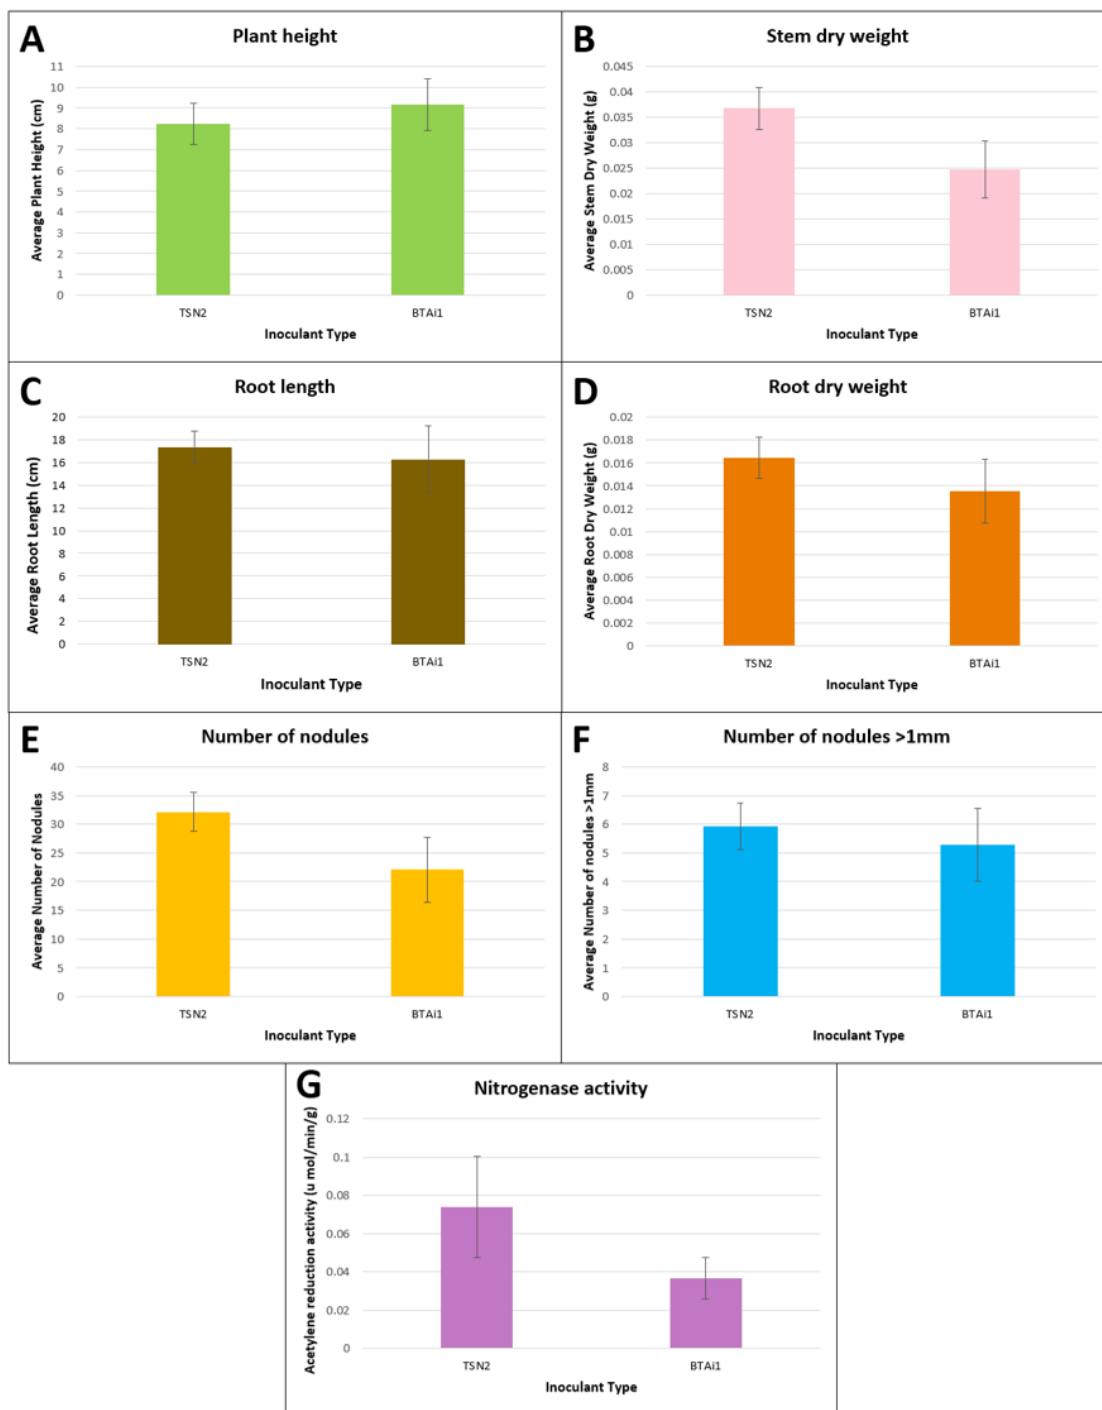 A
Plant height
Average Plant Height (cm)
11
10
9
8
7
6
5
4
3
2
1
0
TSN2 BTAi1
Inoculant Type
B
Stem dry weight
Average Stem Dry Weight (g)
0.045
0.04
0.035
0.03
0.025
0.02
0.015
0.01
0.005
0
TSN2 BTAi1
Inoculant Type
C
Root length
Average Root Length (cm)
20
18
16
14
12
10
8
6
4
2
0
TSN2 BTAi1
Inoculant Type
D
Root dry weight
Average Root Dry Weight (g)
0.02
0.018
0.016
0.014
0.012
0.01
0.008
0.006
0.004
0.002
0
TSN2 BTAi1
Inoculant Type
E
Number of nodules
Average Number of Nodules
40
35
30
25
20
15
10
5
0
TSN2 BTAi1
Inoculant Type
F
Number of nodules >1mm
Average Number of nodules >1mm
8
7
6
5
4
3
2
1
0
TSN2 BTAi1
Inoculant Type
G
Nitrogenase activity
Acetylene reduction activity (u mol/min/g)
0.12
0.1
0.08
0.06
0.04
0.02
0
TSN2 BTAi1
Inoculant Type